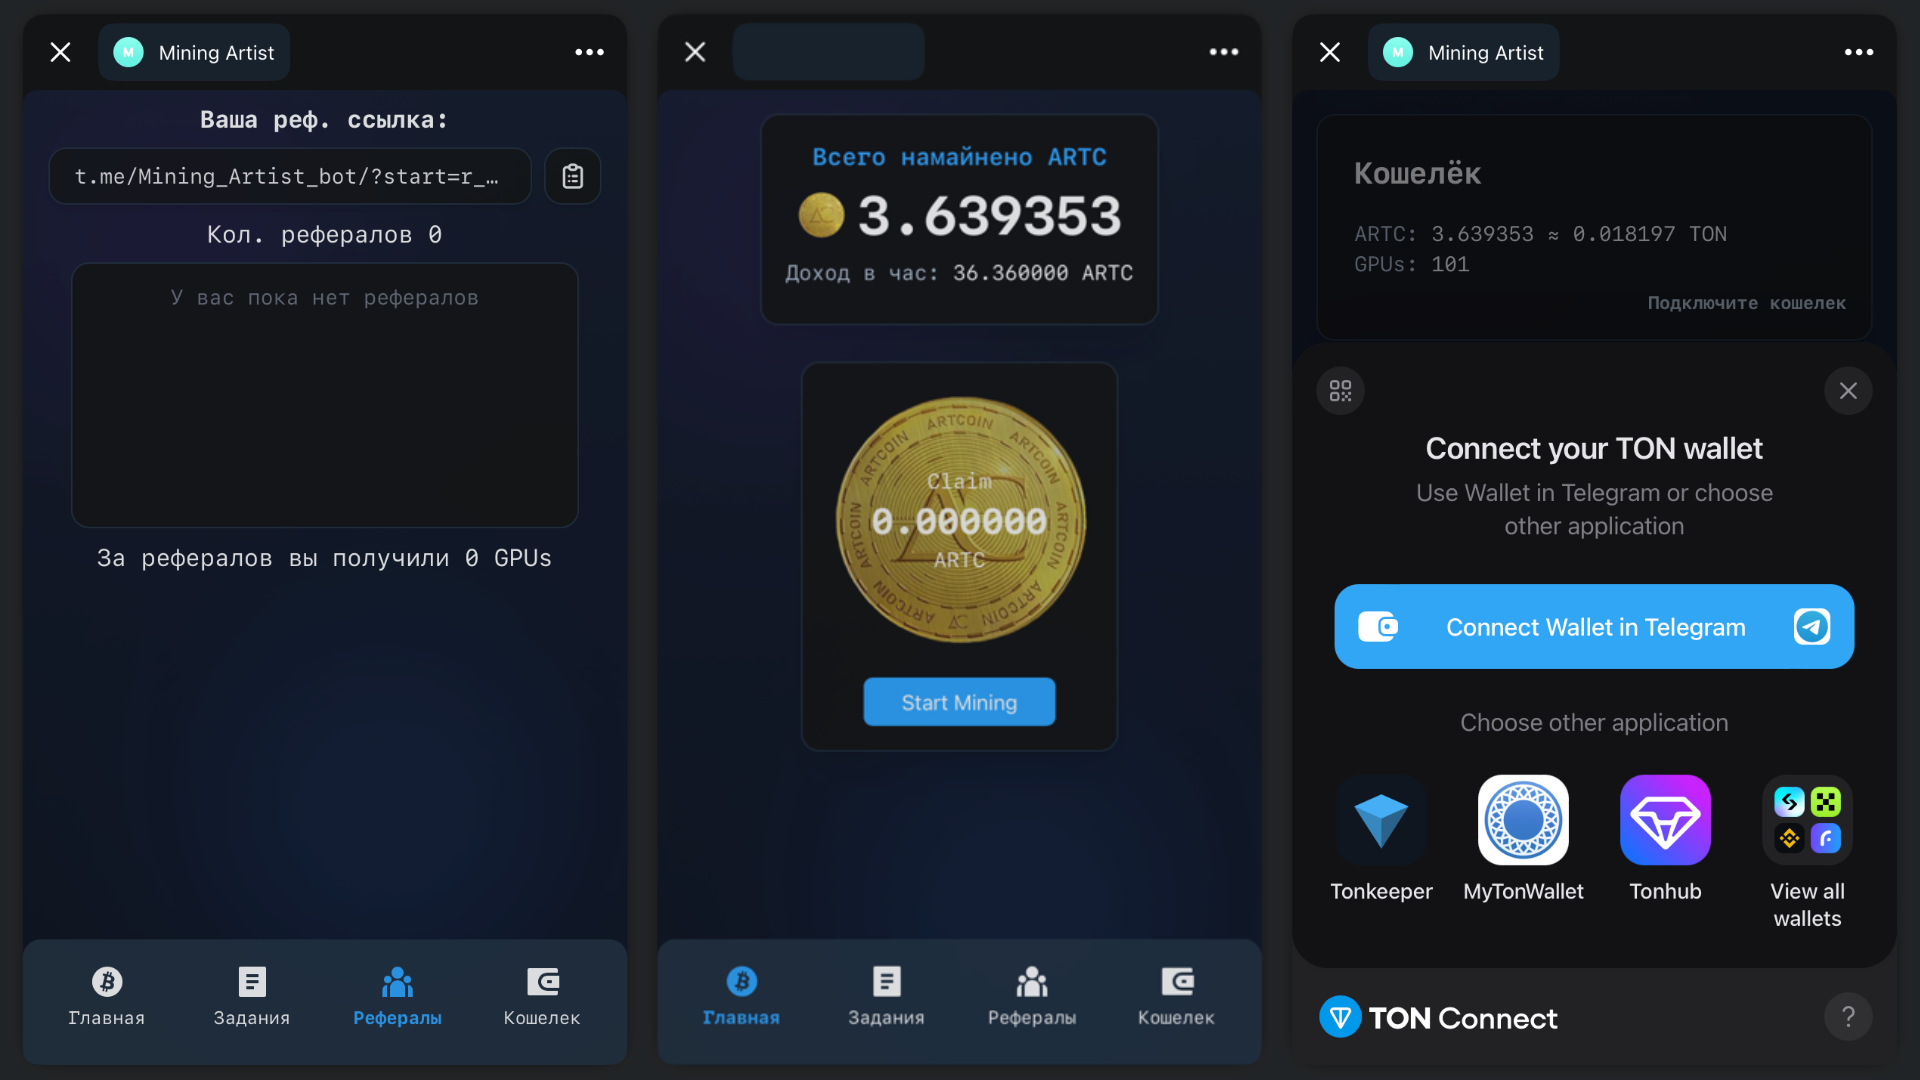 M Mining Artist
Ваша реф. ссылка:
t.me/Mining_Artist_bot/?start=r_…
Кол. рефералов 0
У вас пока нет рефералов
За рефералов вы получили 0 GPUs
Главная
Задания
Рефералы
Кошелек
Всего намайнено ARTC
3.639353
Доход в час: 36.360000 ARTC
ARTCOIN ARTCOIN ARTCOIN ARTCOIN ARTCOIN ARTCOIN ARTCOIN ARTCOIN
Claim
0.000000
ARTC
Start Mining
Главная
Задания
Рефералы
Кошелек
M Mining Artist
Кошелёк
ARTC: 3.639353 ≈ 0.018197 TON
GPUs: 101
Подключите кошелек
Connect your TON wallet
Use Wallet in Telegram or choose
other application
Connect Wallet in Telegram
Choose other application
Tonkeeper
MyTonWallet
Tonhub
View all
wallets
TON Connect
?